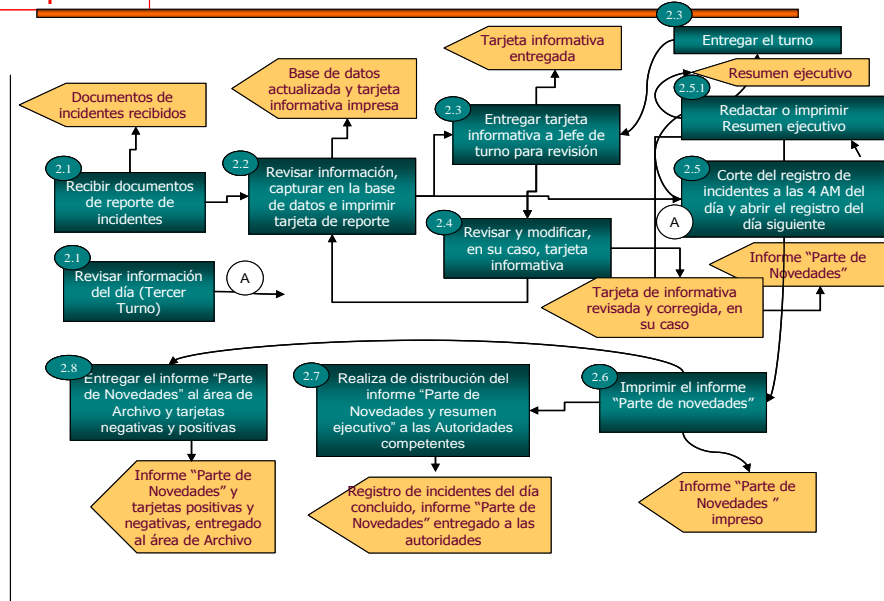 2.3
Entregar el turno
Tarjeta informativa
entregada
Resumen ejecutivo
Base de datos
actualizada y tarjeta
informativa impresa
Documentos de
incidentes recibidos
2.5.1
Redactar o imprimir
Resumen ejecutivo
2.3
Entregar tarjeta
informativa a Jefe de
turno para revisión
2.1
Recibir documentos
de reporte de
incidentes
2.2
Revisar información,
capturar en la base
de datos e imprimir
tarjeta de reporte
2.5
Corte del registro de
incidentes a las 4 AM del
día y abrir el registro del
día siguiente
A
2.4
Revisar y modificar,
en su caso, tarjeta
informativa
2.1
Revisar información
del día (Tercer
Turno)
A
Informe “Parte de
Novedades”
Tarjeta de informativa
revisada y corregida, en
su caso
2.8
Entregar el informe “Parte
de Novedades” al área de
Archivo y tarjetas
negativas y positivas
2.7
Realiza de distribución del
informe “Parte de
Novedades y resumen
ejecutivo” a las Autoridades
competentes
2.6
Imprimir el informe
“Parte de novedades”
Informe “Parte de
Novedades” y
tarjetas positivas y
negativas, entregado
al área de Archivo
Registro de incidentes del día
concluido, informe “Parte de
Novedades” entregado a las
autoridades
Informe “Parte de
Novedades ”
impreso